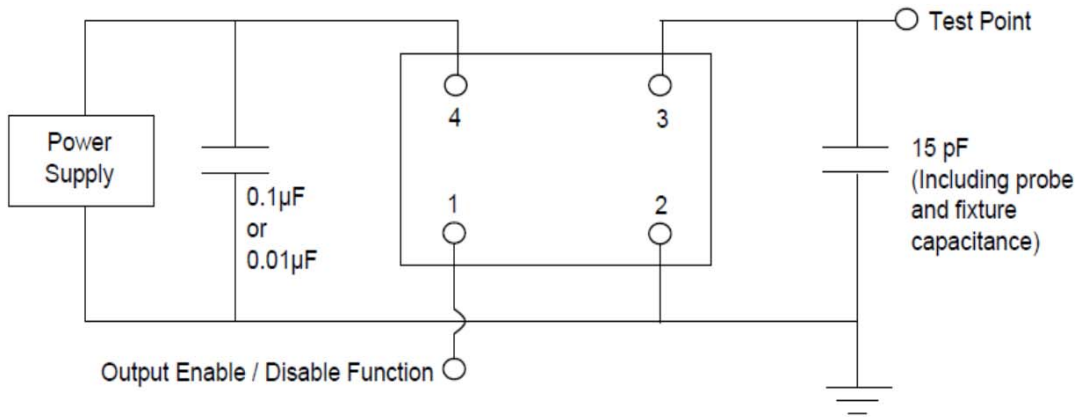 Test Point
4
3
Power
Supply
0.1µF
or
0.01µF
1
2
15 pF
(Including probe
and fixture
capacitance)
Output Enable / Disable Function